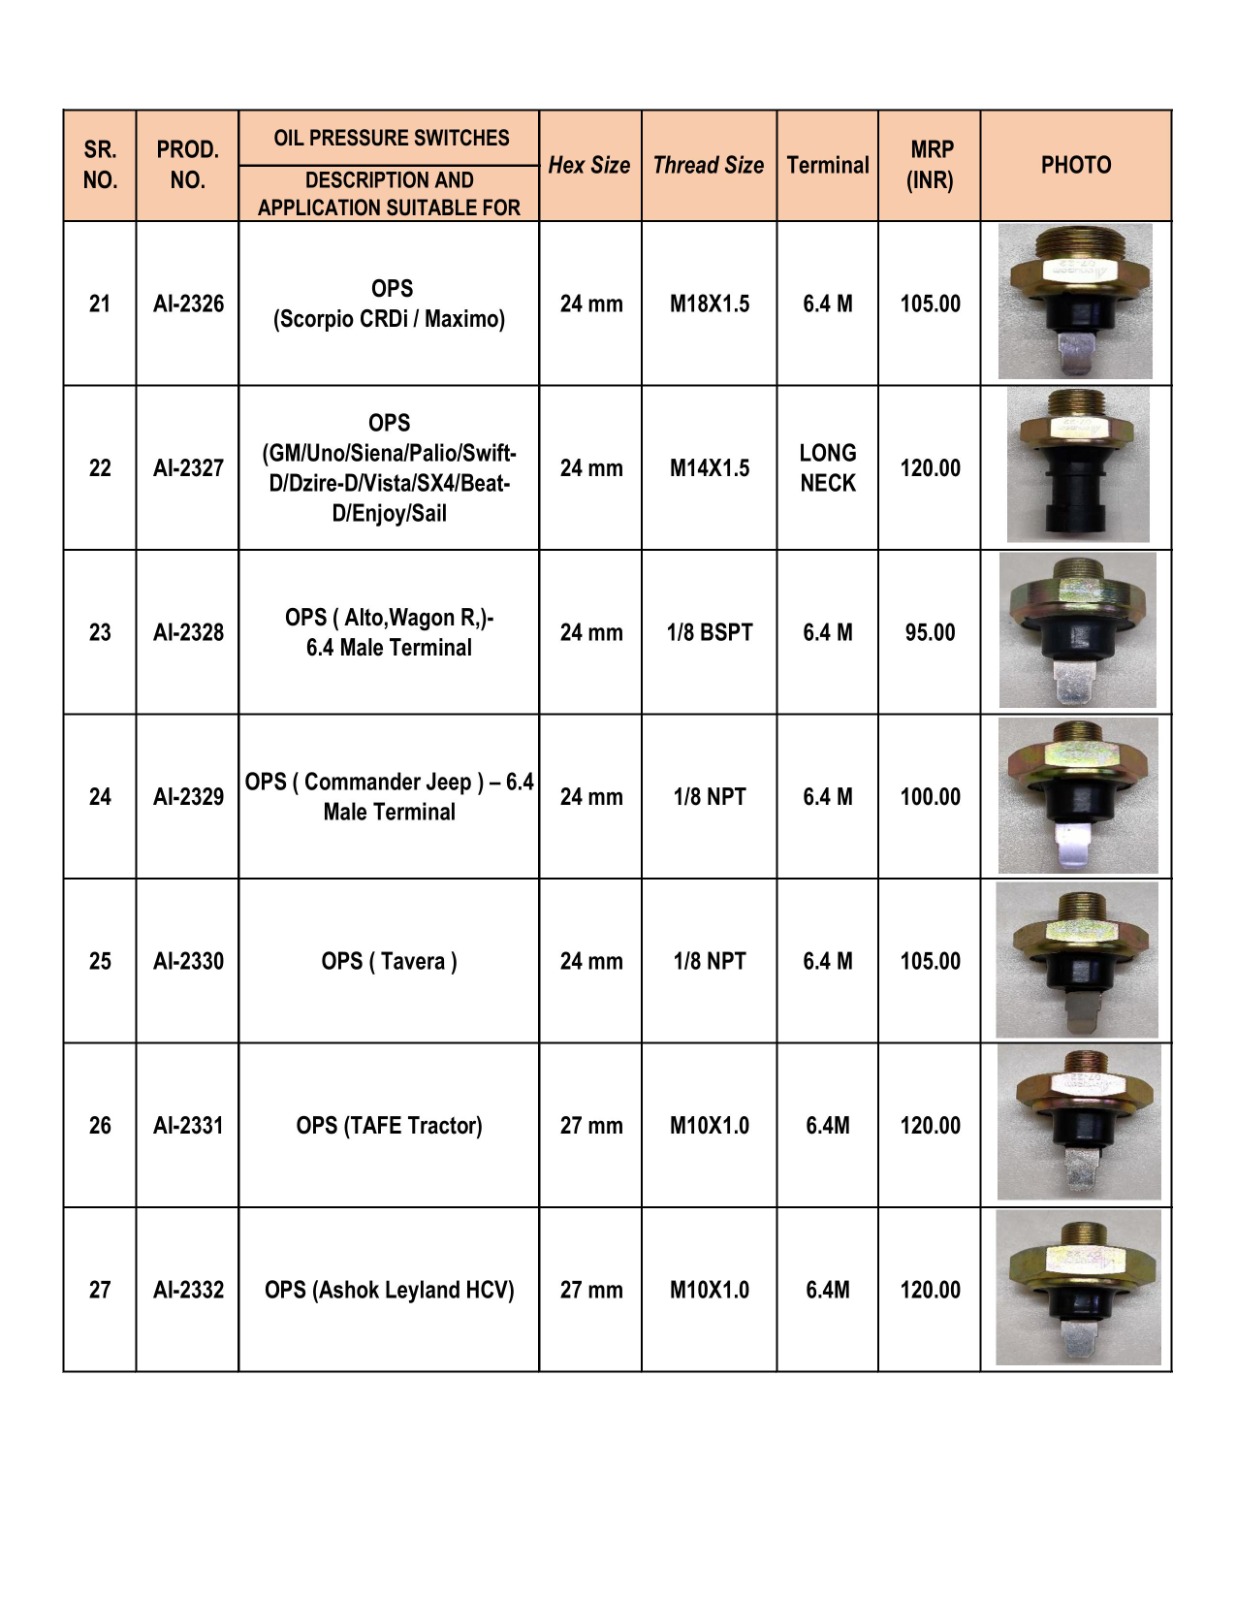 SR. NO.
PROD. NO.
OIL PRESSURE SWITCHES
DESCRIPTION AND
APPLICATION SUITABLE FOR
Hex Size
Thread Size
Terminal
MRP (INR)
PHOTO
21
AI-2326
OPS
(Scorpio CRDi / Maximo)
24 mm
M18X1.5
6.4 M
105.00
22
AI-2327
OPS
(GM/Uno/Siena/Palio/Swift-
D/Dzire-D/Vista/SX4/Beat-
D/Enjoy/Sail
24 mm
M14X1.5
LONG
NECK
120.00
23
AI-2328
OPS ( Alto,Wagon R,)-
6.4 Male Terminal
24 mm
1/8 BSPT
6.4 M
95.00
24
AI-2329
OPS ( Commander Jeep ) – 6.4
Male Terminal
24 mm
1/8 NPT
6.4 M
100.00
25
AI-2330
OPS ( Tavera )
24 mm
1/8 NPT
6.4 M
105.00
26
AI-2331
OPS (TAFE Tractor)
27 mm
M10X1.0
6.4M
120.00
27
AI-2332
OPS (Ashok Leyland HCV)
27 mm
M10X1.0
6.4M
120.00